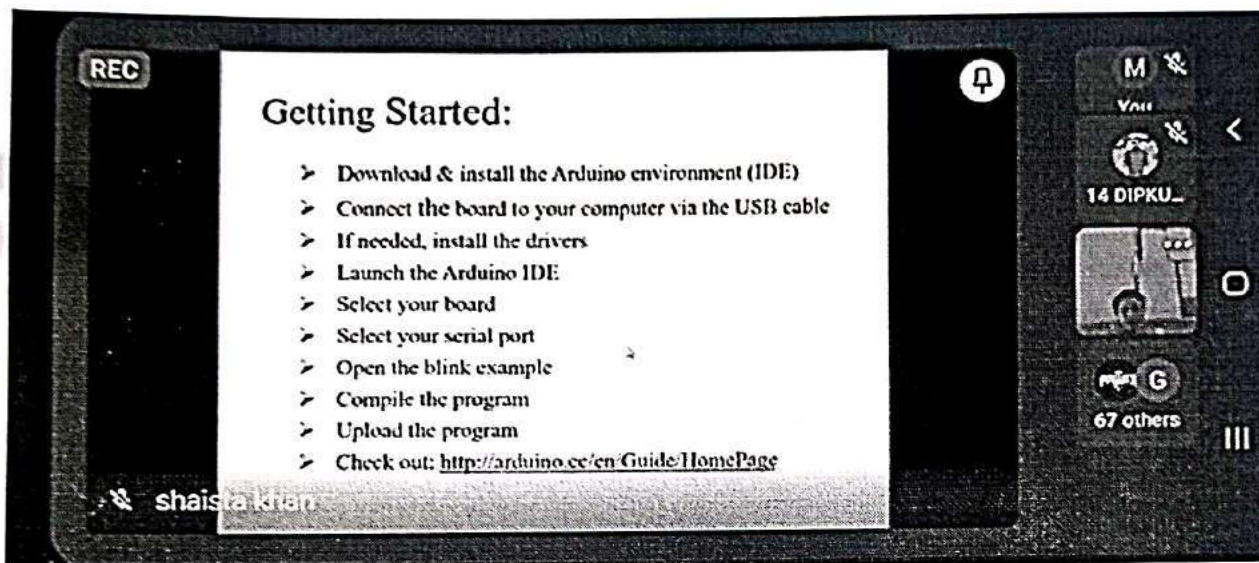 REC
Getting Started:
➢ Download & install the Arduino environment (IDE)
➢ Connect the board to your computer via the USB cable
➢ If needed, install the drivers
➢ Launch the Arduino IDE
➢ Select your board
➢ Select your serial port
➢ Open the blink example
➢ Compile the program
➢ Upload the program
➢ Check out: http://arduino.cc/en/Guide/HomePage
shaista khan
M
You
14 DIPKU...
G
67 others